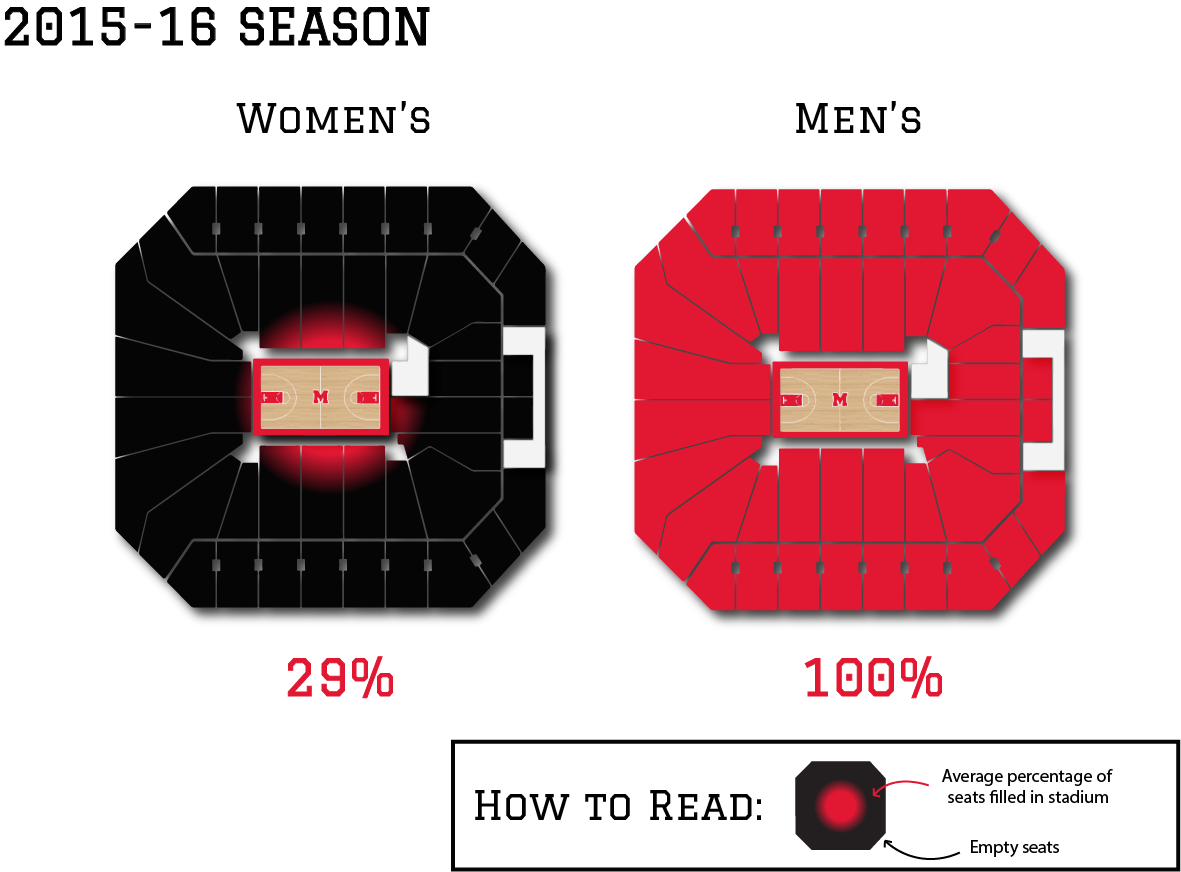 2015-16 SEASON
WOMEN'S
MEN'S
M
M
29%
100%
HOW TO READ:
Average percentage of
seats filled in stadium
Empty seats